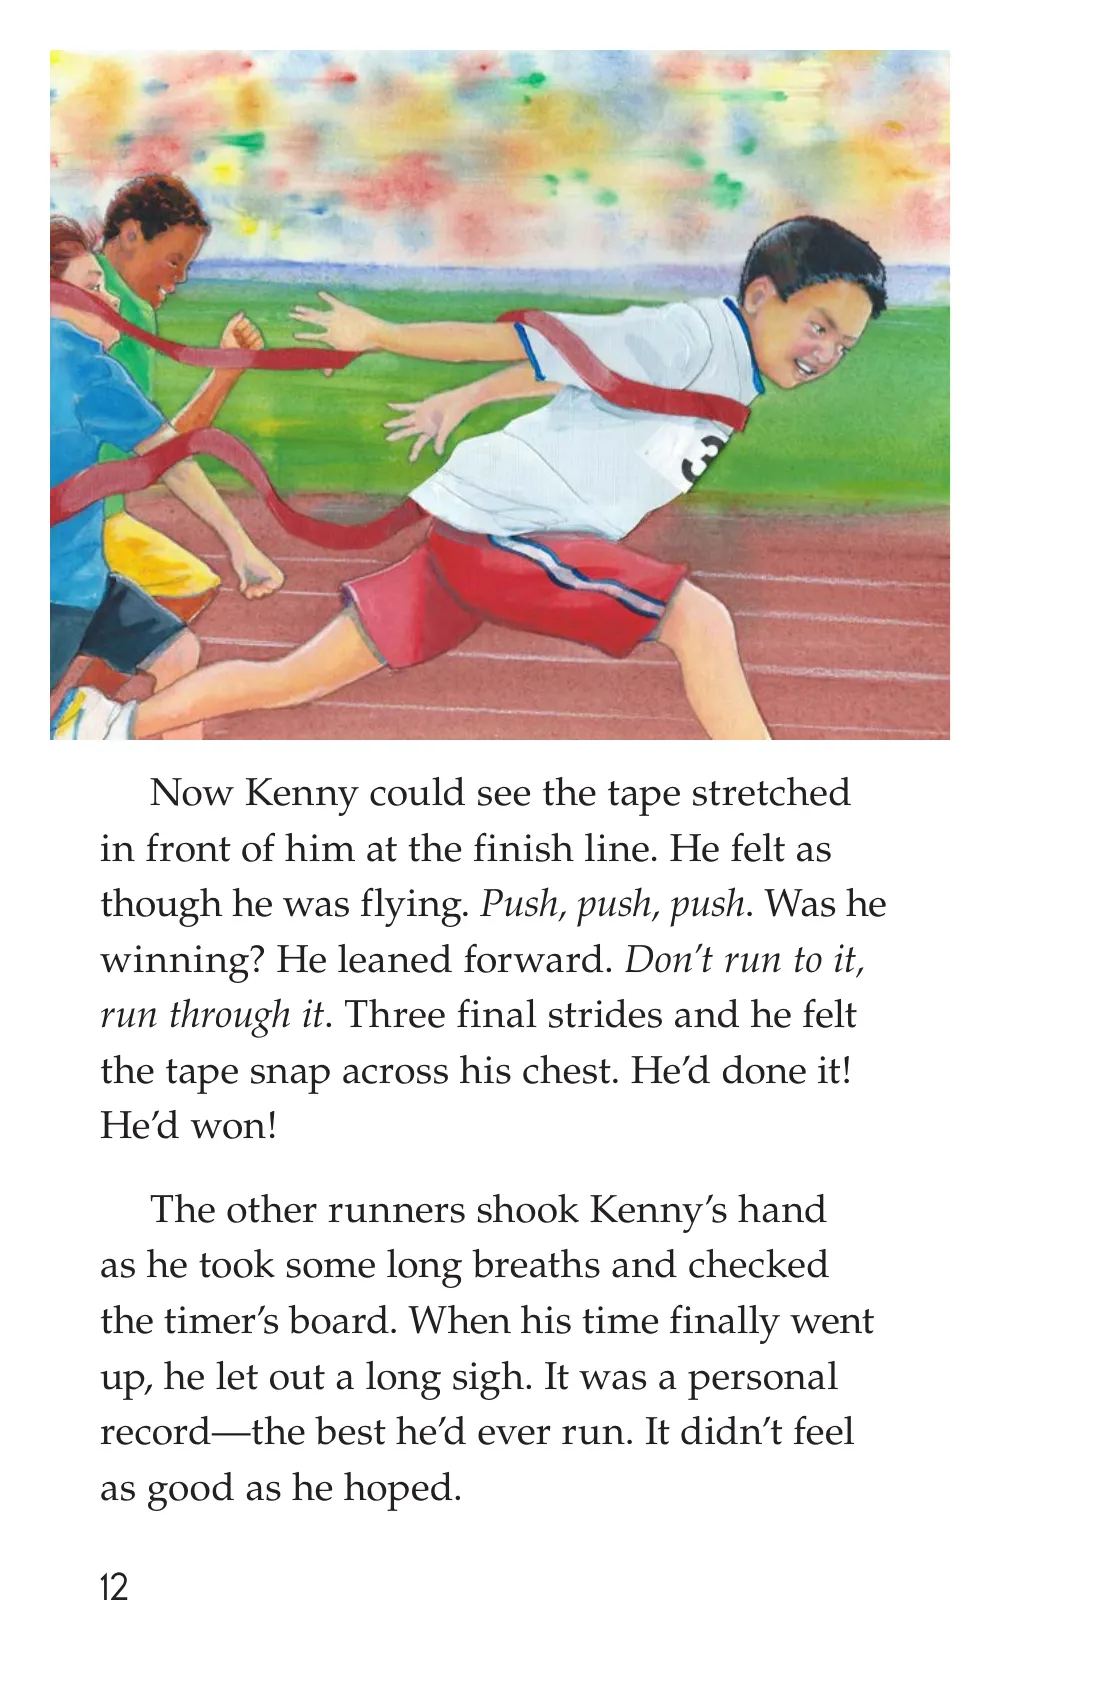 3
Now Kenny could see the tape stretched
in front of him at the finish line. He felt as
though he was flying. Push, push, push. Was he
winning? He leaned forward. Don’t run to it,
run through it. Three final strides and he felt
the tape snap across his chest. He’d done it!
He’d won!
The other runners shook Kenny’s hand
as he took some long breaths and checked
the timer’s board. When his time finally went
up, he let out a long sigh. It was a personal
record—the best he’d ever run. It didn’t feel
as good as he hoped.
12